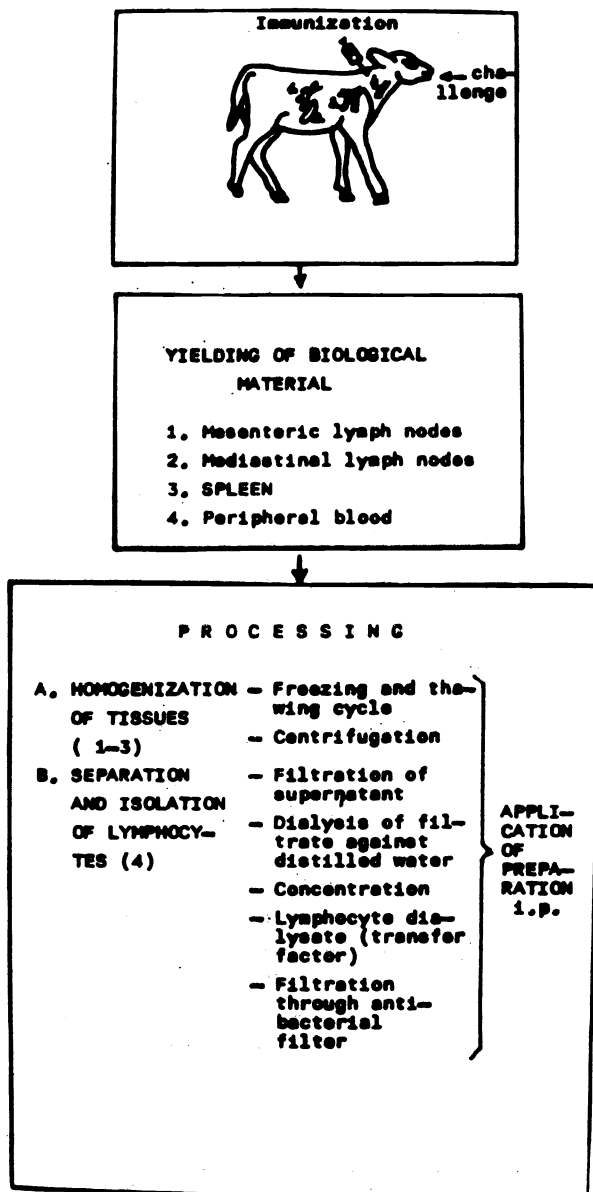 Immunization
cha-
llenge
YIELDING OF BIOLOGICAL
MATERIAL
1. Mesenteric lymph nodes
2. Mediastinal lymph nodes
3. SPLEEN
4. Peripheral blood
PROCESSING
A. HOMOGENIZATION
OF TISSUES
( 1-3)
B. SEPARATION
AND ISOLATION
OF LYMPHOCY-
TES (4)
- Freezing and tha-
wing cycle
- Centrifugation
- Filtration of
supernatant
- Dialysis of fil-
trate against
distilled water
- Concentration
- Lymphocyte dia-
lysate (transfer
factor)
- Filtration
through anti-
bacterial
filter
APPLI-
CATION
OF
PREPA-
RATION
i.p.